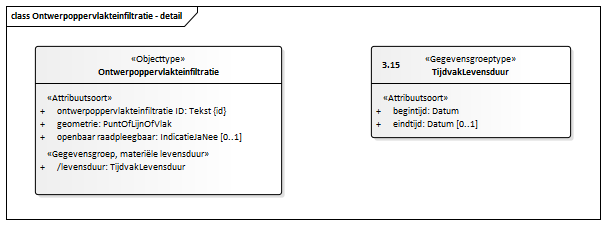 class Ontwerpoppervlakteinfiltratie - detail
«Objecttype»
Ontwerpoppervlakteinfiltratie
«Attribuutsoort»
+ ontwerpoppervlakteinfiltratie ID: Tekst {id}
+ geometrie: PuntOfLijnOfVlak
+ openbaar raadpleegbaar: IndicatieJaNee [0..1]
«Gegevensgroep, materiële levensduur»
+ /levensduur: TijdvakLevensduur
3.15 «Gegevensgroeptype»
TijdvakLevensduur
«Attribuutsoort»
+ begintijd: Datum
+ eindtijd: Datum [0..1]